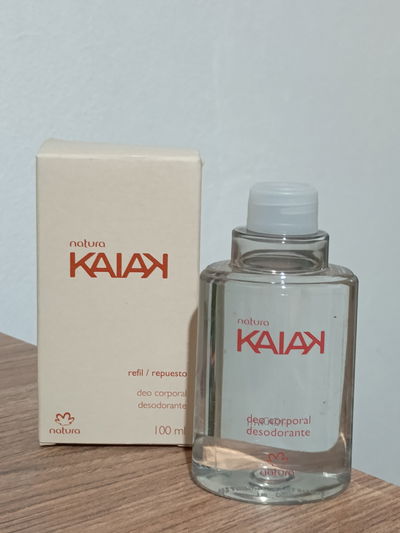 natura
KAIAK
refil / repuesto
deo corporal
desodorante
100 ml
natura
natura
KAIAK
deo corporal
desodorante
natura